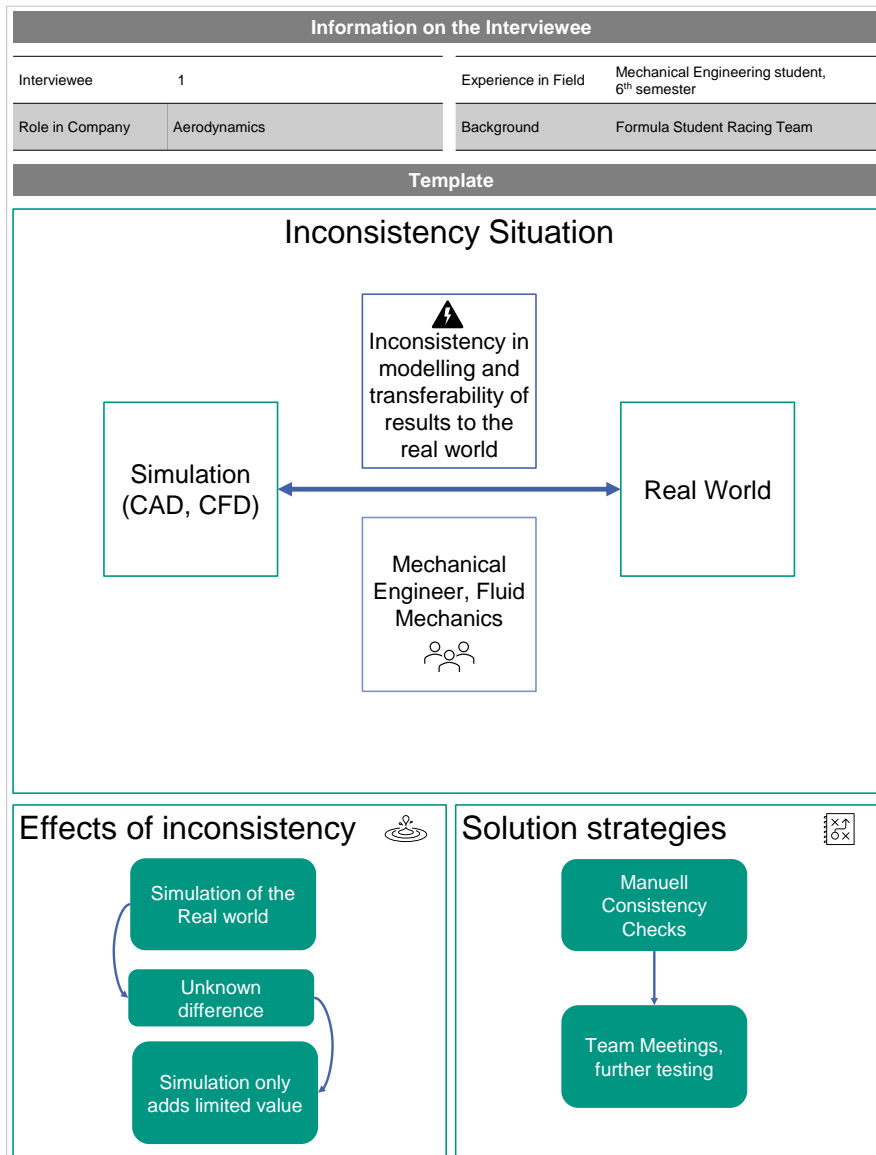 Information on the Interviewee
Interviewee 1
Experience in Field Mechanical Engineering student,
6th semester
Role in Company Aerodynamics
Background Formula Student Racing Team
Template
Inconsistency Situation
Inconsistency in
modelling and
transferability of
results to the
real world
Simulation
(CAD, CFD)
Real World
Mechanical
Engineer, Fluid
Mechanics
Effects of inconsistency
Simulation of the
Real world
Unknown
difference
Simulation only
adds limited value
Solution strategies
Manuell
Consistency
Checks
Team Meetings,
further testing